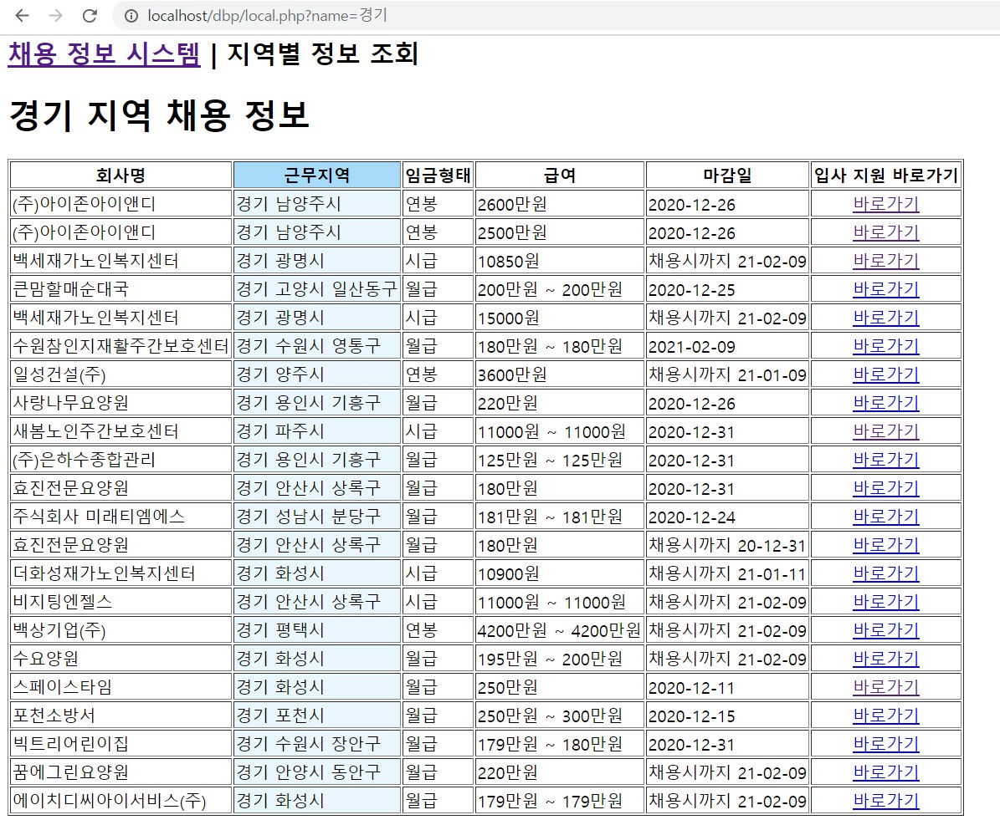 localhost/dbp/local.php?name=경기
채용 정보 시스템 | 지역별 정보 조회
경기 지역 채용 정보
회사명 근무지역 임금형태 급여 마감일 입사 지원 바로가기
(주)아이존아이앤디 경기 남양주시 연봉 2600만원 2020-12-26 바로가기
(주)아이존아이앤디 경기 남양주시 연봉 2500만원 2020-12-26 바로가기
백세재가노인복지센터 경기 광명시 시급 10850원 채용시까지 21-02-09 바로가기
큰맘할매순대국 경기 고양시 일산동구 월급 200만원 ~ 200만원 2020-12-25 바로가기
백세재가노인복지센터 경기 광명시 시급 15000원 채용시까지 21-02-09 바로가기
수원참인지재활주간보호센터 경기 수원시 영통구 월급 180만원 ~ 180만원 2021-02-09 바로가기
일성건설(주) 경기 양주시 연봉 3600만원 채용시까지 21-01-09 바로가기
사랑나무요양원 경기 용인시 기흥구 월급 220만원 2020-12-26 바로가기
새봄노인주간보호센터 경기 파주시 시급 11000원 ~ 11000원 2020-12-31 바로가기
(주)은하수종합관리 경기 용인시 기흥구 월급 125만원 ~ 125만원 2020-12-31 바로가기
효진전문요양원 경기 안산시 상록구 월급 180만원 2020-12-31 바로가기
주식회사 미래티엠에스 경기 성남시 분당구 월급 181만원 ~ 181만원 2020-12-24 바로가기
효진전문요양원 경기 안산시 상록구 월급 180만원 채용시까지 20-12-31 바로가기
더화성재가노인복지센터 경기 화성시 시급 10900원 채용시까지 21-01-11 바로가기
비지팅엔젤스 경기 안산시 상록구 시급 11000원 ~ 11000원 채용시까지 21-02-09 바로가기
백상기업(주) 경기 평택시 연봉 4200만원 ~ 4200만원 채용시까지 21-02-09 바로가기
수요양원 경기 화성시 월급 195만원 ~ 200만원 채용시까지 21-02-09 바로가기
스페이스타임 경기 화성시 월급 250만원 2020-12-11 바로가기
포천소방서 경기 포천시 월급 250만원 ~ 300만원 2020-12-15 바로가기
빅트리어린이집 경기 수원시 장안구 월급 179만원 ~ 180만원 2020-12-31 바로가기
꿈에그린요양원 경기 안양시 동안구 월급 220만원 채용시까지 21-02-09 바로가기
에이치디씨아이서비스(주) 경기 화성시 월급 179만원 ~ 179만원 채용시까지 21-02-09 바로가기